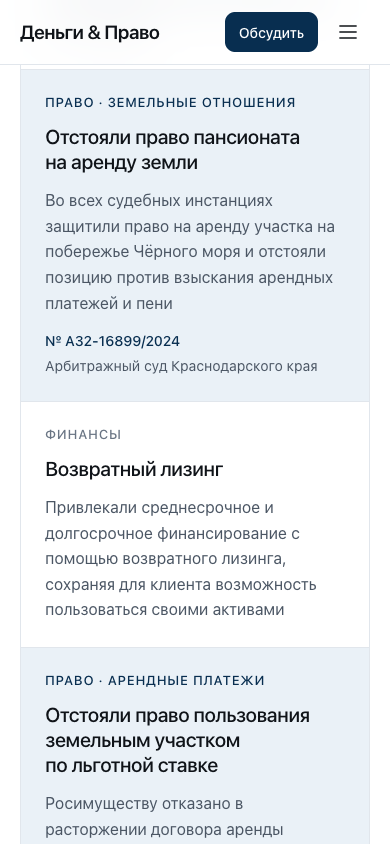 Деньги & Право
Обсудить
ПРАВО · ЗЕМЕЛЬНЫЕ ОТНОШЕНИЯ
Отстояли право пансионата
на аренду земли
Во всех судебных инстанциях
защитили право на аренду участка на
побережье Чёрного моря и отстояли
позицию против взыскания арендных
платежей и пени
№ А32-16899/2024
Арбитражный суд Краснодарского края
ФИНАНСЫ
Возвратный лизинг
Привлекали среднесрочное и
долгосрочное финансирование с
помощью возвратного лизинга,
сохраняя для клиента возможность
пользоваться своими активами
ПРАВО · АРЕНДНЫЕ ПЛАТЕЖИ
Отстояли право пользования
земельным участком
по льготной ставке
Росимуществу отказано в
расторжении договора аренды